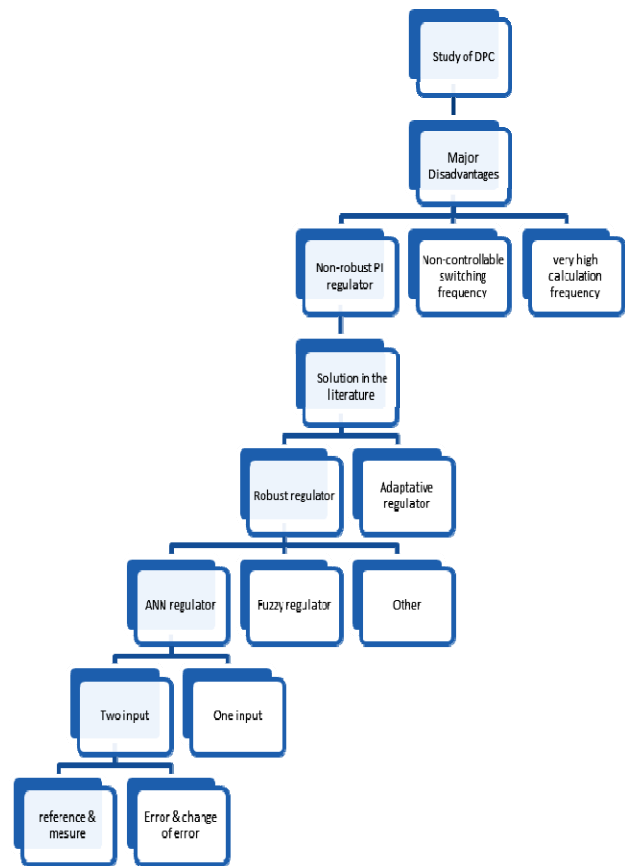 Study of DPC
Major
Disadvantages
Non-robust PI
regulator
Non-controllable
switching
frequency
very high
calculation
frequency
Solution in the
literature
Robust regulator
Adaptative
regulator
ANN regulator
Fuzzy regulator
Other
Two input
One input
reference &
mesure
Error & change
of error